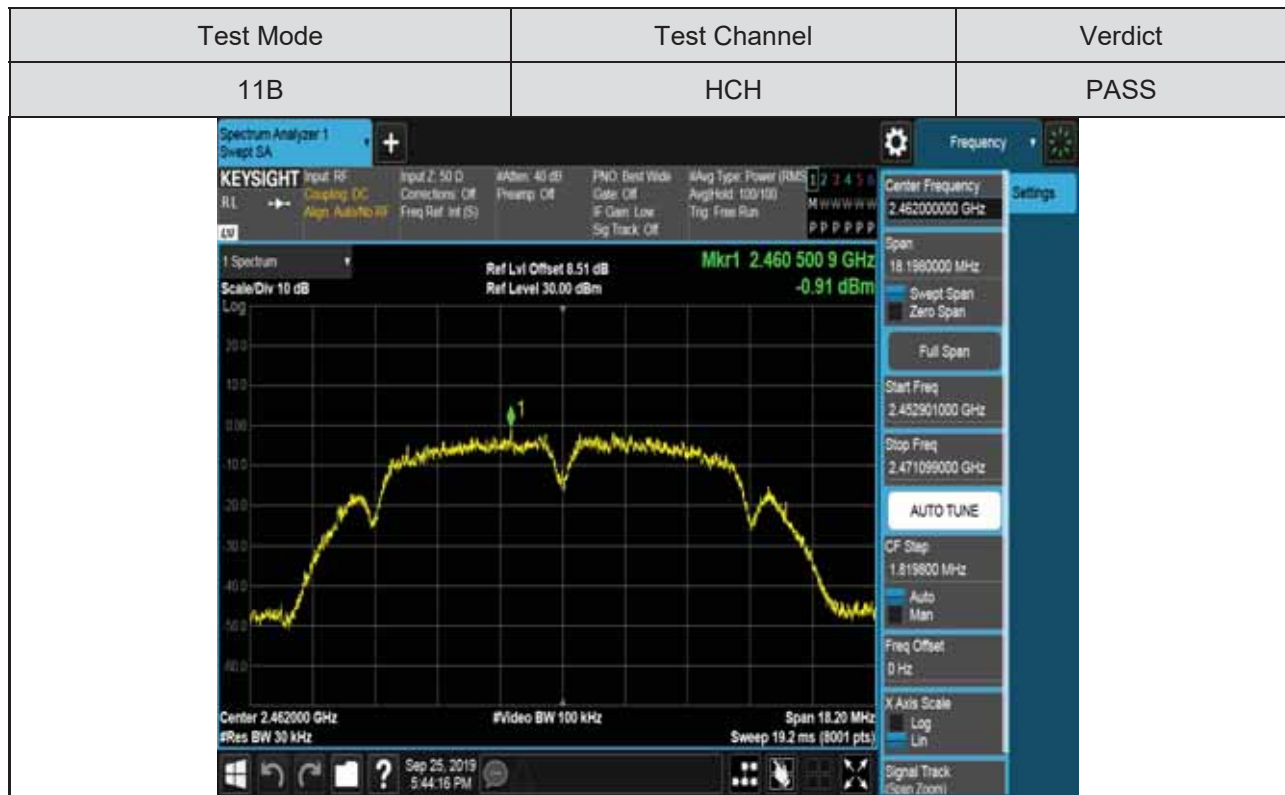 Test Mode Test Channel Verdict
11B HCH PASS
Spectrum Analyzer 1
Swept SA
+
Frequency
KEYSIGHT Input: RF Input Z: 50 Ω #Atten: 40 dB PNO: Best Wide #Avg Type: Power (RMS 1 2 3 4 5 6
RL Coupling: DC Corrections: Off Preamp: Off Gate: Off Avg|Hold: 100/100 M W W W W W
Align: Auto/No RF Freq Ref: Int (S) IF Gain: Low Trig: Free Run
Sig Track: Off P P P P P P
1 Spectrum
Scale/Div 10 dB
Ref Lvl Offset 8.51 dB
Ref Level 30.00 dBm
Mkr1 2.460 500 9 GHz
-0.91 dBm
Log
20.0
10.0
0.00
-10.0
-20.0
-30.0
-40.0
-50.0
-60.0
1
Center 2.462000 GHz #Video BW 100 kHz Span 18.20 MHz
#Res BW 30 kHz Sweep 19.2 ms (8001 pts)
Sep 25, 2019
5:44:16 PM
?
Center Frequency
2.462000000 GHz
Settings
Span
18.1980000 MHz
Swept Span
Zero Span
Full Span
Start Freq
2.452901000 GHz
Stop Freq
2.471099000 GHz
AUTO TUNE
CF Step
1.819800 MHz
Auto
Man
Freq Offset
0 Hz
X Axis Scale
Log
Lin
Signal Track
(Span Zoom)